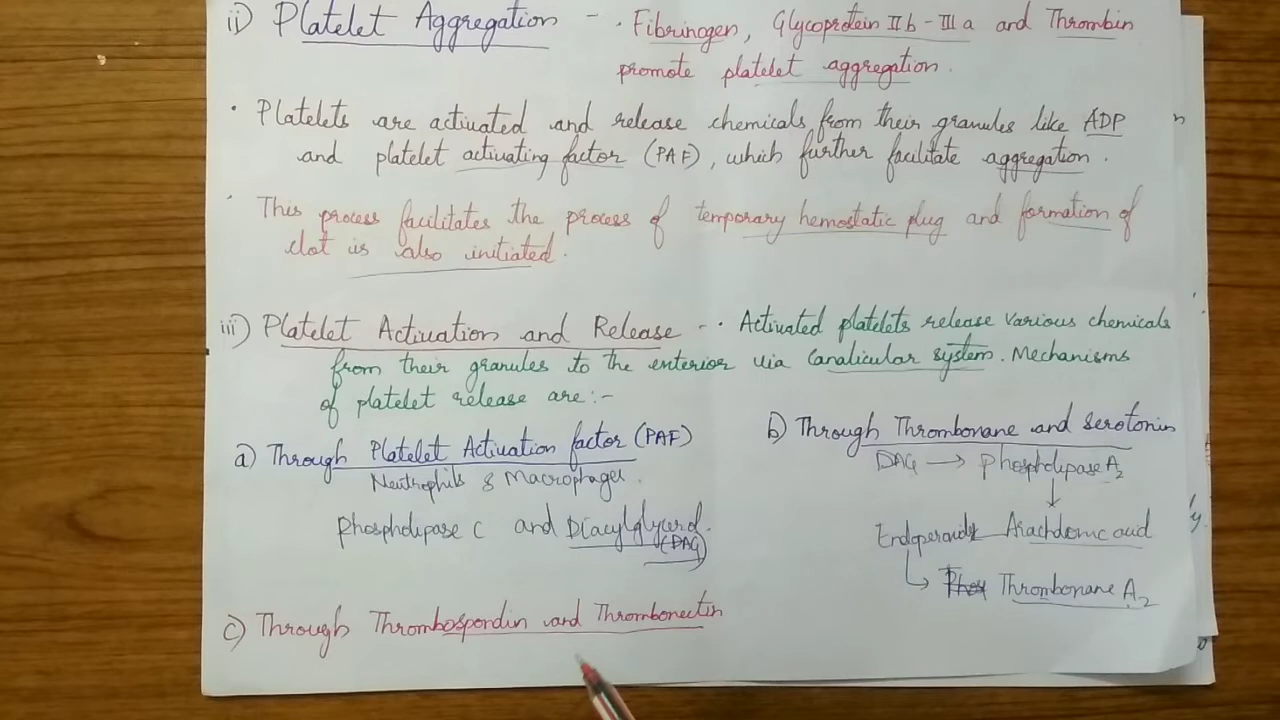 ii) Platelet Aggregation - · Fibrinogen, Glycoprotein IIb - IIIa and Thrombin
promote platelet aggregation.
· Platelets are activated and release chemicals from their granules like ADP
and platelet activating factor (PAF), which further facilitate aggregation.
· This process facilitates the process of temporary hemostatic plug and formation of
clot is also initiated.
iii) Platelet Activation and Release - · Activated platelets release various chemicals
from their granules to the exterior via Canalicular system. Mechanisms
of platelet release are :-
a) Through Platelet Activation factor (PAF)
Neutrophils & Macrophages.
Phospholipase C and Diacylglycerol.
(DAG)
b) Through Thromboxane and Serotonin
DAG → Phospholipase A2
↓
Arachdonic acid
↳ Thromboxane A2
c) Through Thrombospondin and Thrombonectin